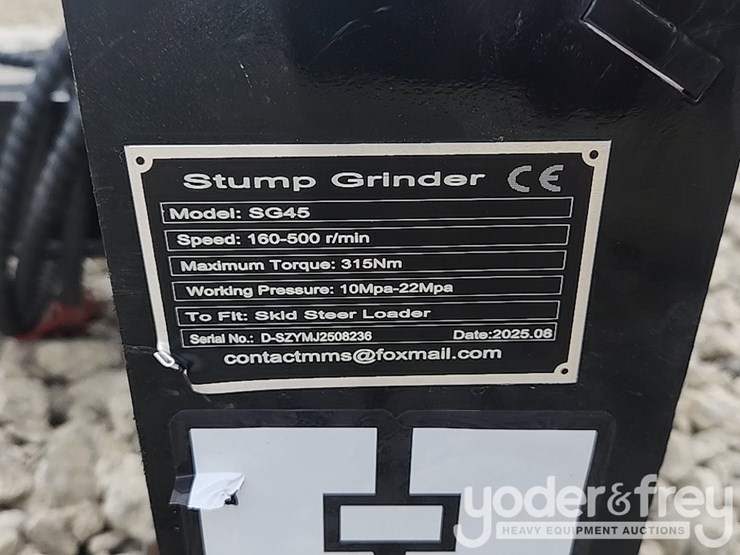 Stump Grinder CE
Model: SG45
Speed: 160-500 r/min
Maximum Torque: 315Nm
Working Pressure: 10Mpa-22Mpa
To Fit: Skid Steer Loader
Serial No.: D-SZYMJ2508236 Date:2025.08
contactmms@foxmail.com
yoder&frey
HEAVY EQUIPMENT AUCTIONS